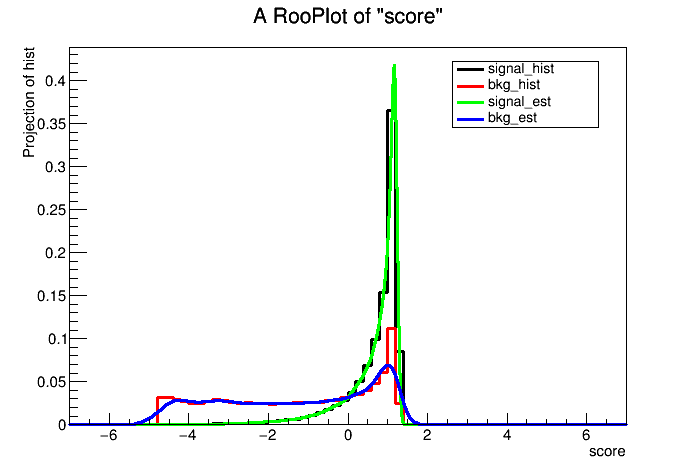 A RooPlot of "score"
Projection of hist
signal_hist
bkg_hist
signal_est
bkg_est
0.4
0.35
0.3
0.25
0.2
0.15
0.1
0.05
0
−6
−4
−2
0
2
4
6
score